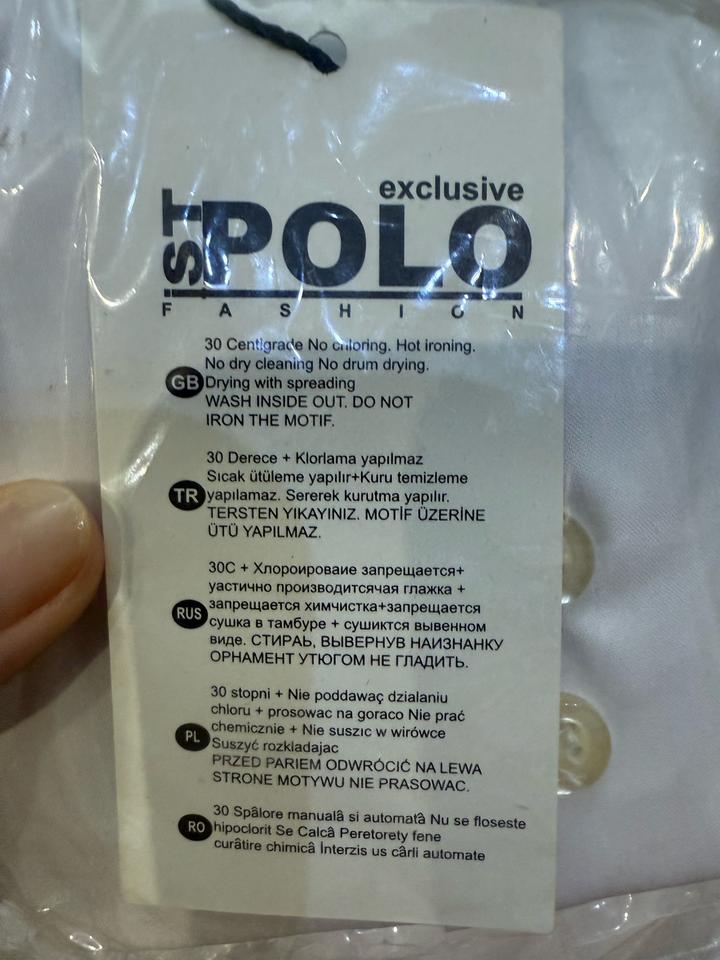 exclusive
İST POLO
FASHION
30 Centigrade No chloring. Hot ironing.
No dry cleaning No drum drying.
GB Drying with spreading
WASH INSIDE OUT. DO NOT
IRON THE MOTIF.
30 Derece + Klorlama yapılmaz
Sıcak ütüleme yapılır+Kuru temizleme
TR yapılamaz. Sererek kurutma yapılır.
TERSTEN YIKAYINIZ. MOTİF ÜZERİNE
ÜTÜ YAPILMAZ.
30C + Хлороироваие запрещается+
уастично производитсячая глажка +
RUS запрещается химчистка+запрещается
сушка в тамбуре + сушиктся вывенном
виде. СТИРАЬ, ВЫВЕРНУВ НАИЗНАНКУ
ОРНАМЕНТ УТЮГОМ НЕ ГЛАДИТЬ.
30 stopni + Nie poddawaç dzialaniu
chloru + prosowac na goraco Nie prać
PL chemicznie + Nie suszıc w wirówce
Suszyć rozkladajac
PRZED PARIEM ODWRÓCIĆ NA LEWA
STRONE MOTYWU NIE PRASOWAC.
30 Spâlore manualâ si automatâ Nu se floseste
RO hipoclorit Se Calcâ Peretorety fene
curâtire chimicâ İnterzis us cârli automate